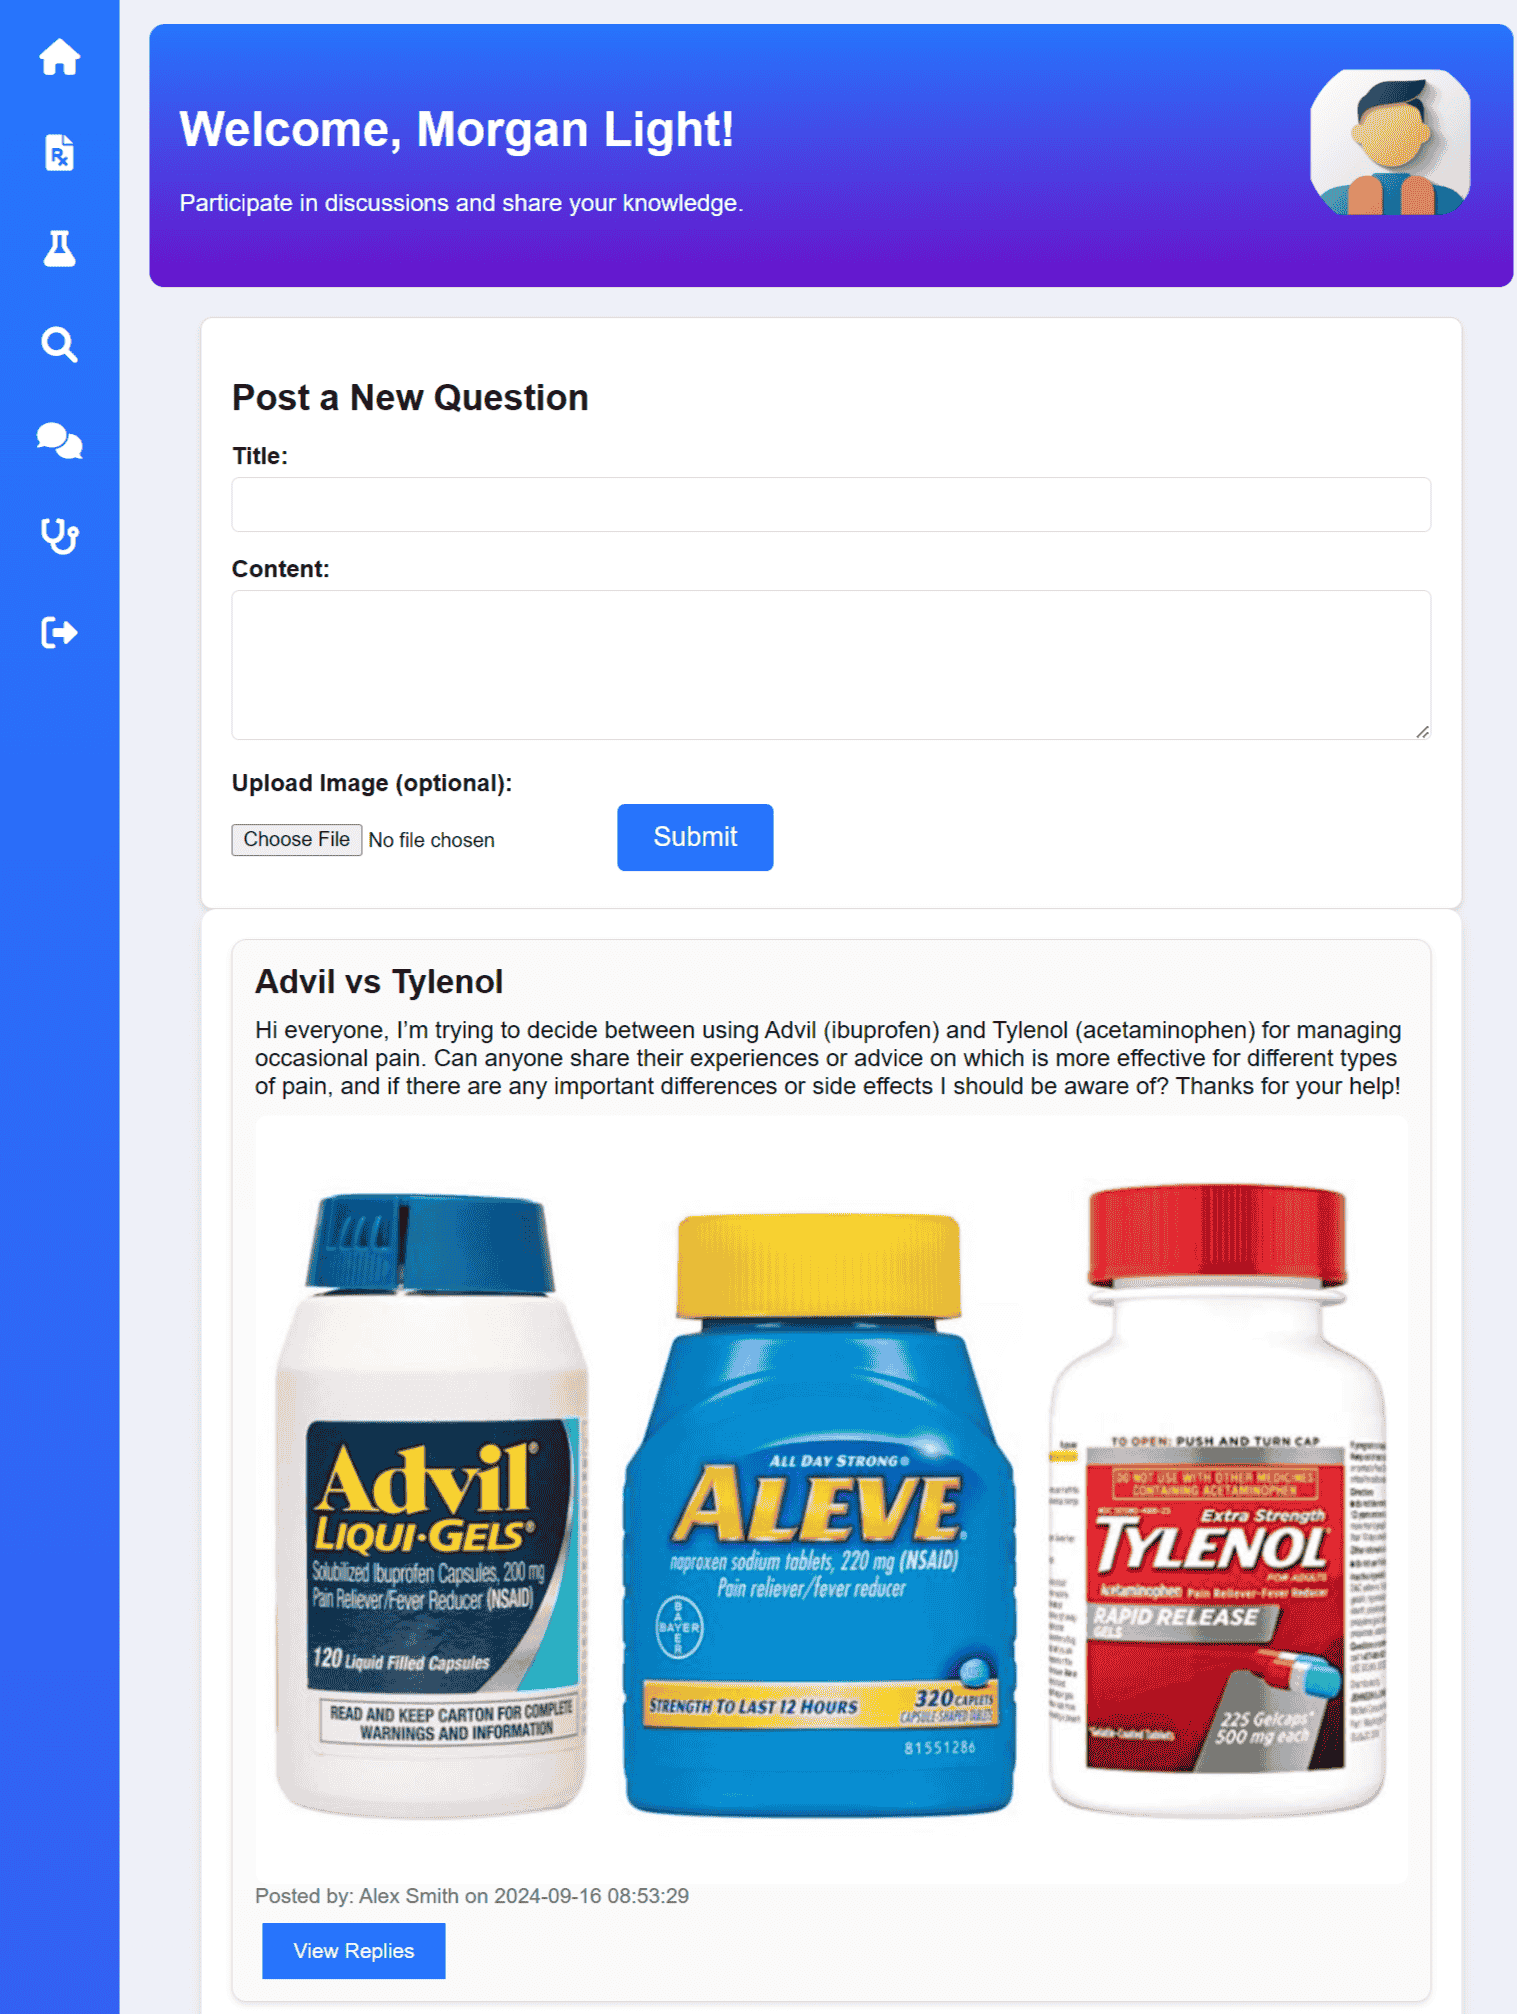 Welcome, Morgan Light!
Participate in discussions and share your knowledge.
Post a New Question
Title:
Content:
Upload Image (optional):
Choose File No file chosen
Submit
Advil vs Tylenol
Hi everyone, I’m trying to decide between using Advil (ibuprofen) and Tylenol (acetaminophen) for managing
occasional pain. Can anyone share their experiences or advice on which is more effective for different types
of pain, and if there are any important differences or side effects I should be aware of? Thanks for your help!
Advil®
LIQUI·GELS®
Solubilized Ibuprofen Capsules, 200 mg
Pain Reliever/Fever Reducer (NSAID)
120 Liquid Filled Capsules
READ AND KEEP CARTON FOR COMPLETE
WARNINGS AND INFORMATION
ALL DAY STRONG®
ALEVE®
naproxen sodium tablets, 220 mg (NSAID)
Pain reliever/fever reducer
BAYER
BAYER
STRENGTH TO LAST 12 HOURS
320 CAPLETS
CAPSULE-SHAPED TABLETS
81551286
TO OPEN: PUSH AND TURN CAP
DO NOT USE WITH OTHER MEDICINES
CONTAINING ACETAMINOPHEN
Extra Strength
TYLENOL®
FOR ADULTS
Acetaminophen Pain Reliever-Fever Reducer
RAPID RELEASE
GELS
225 Gelcaps*
500 mg each
Posted by: Alex Smith on 2024-09-16 08:53:29
View Replies